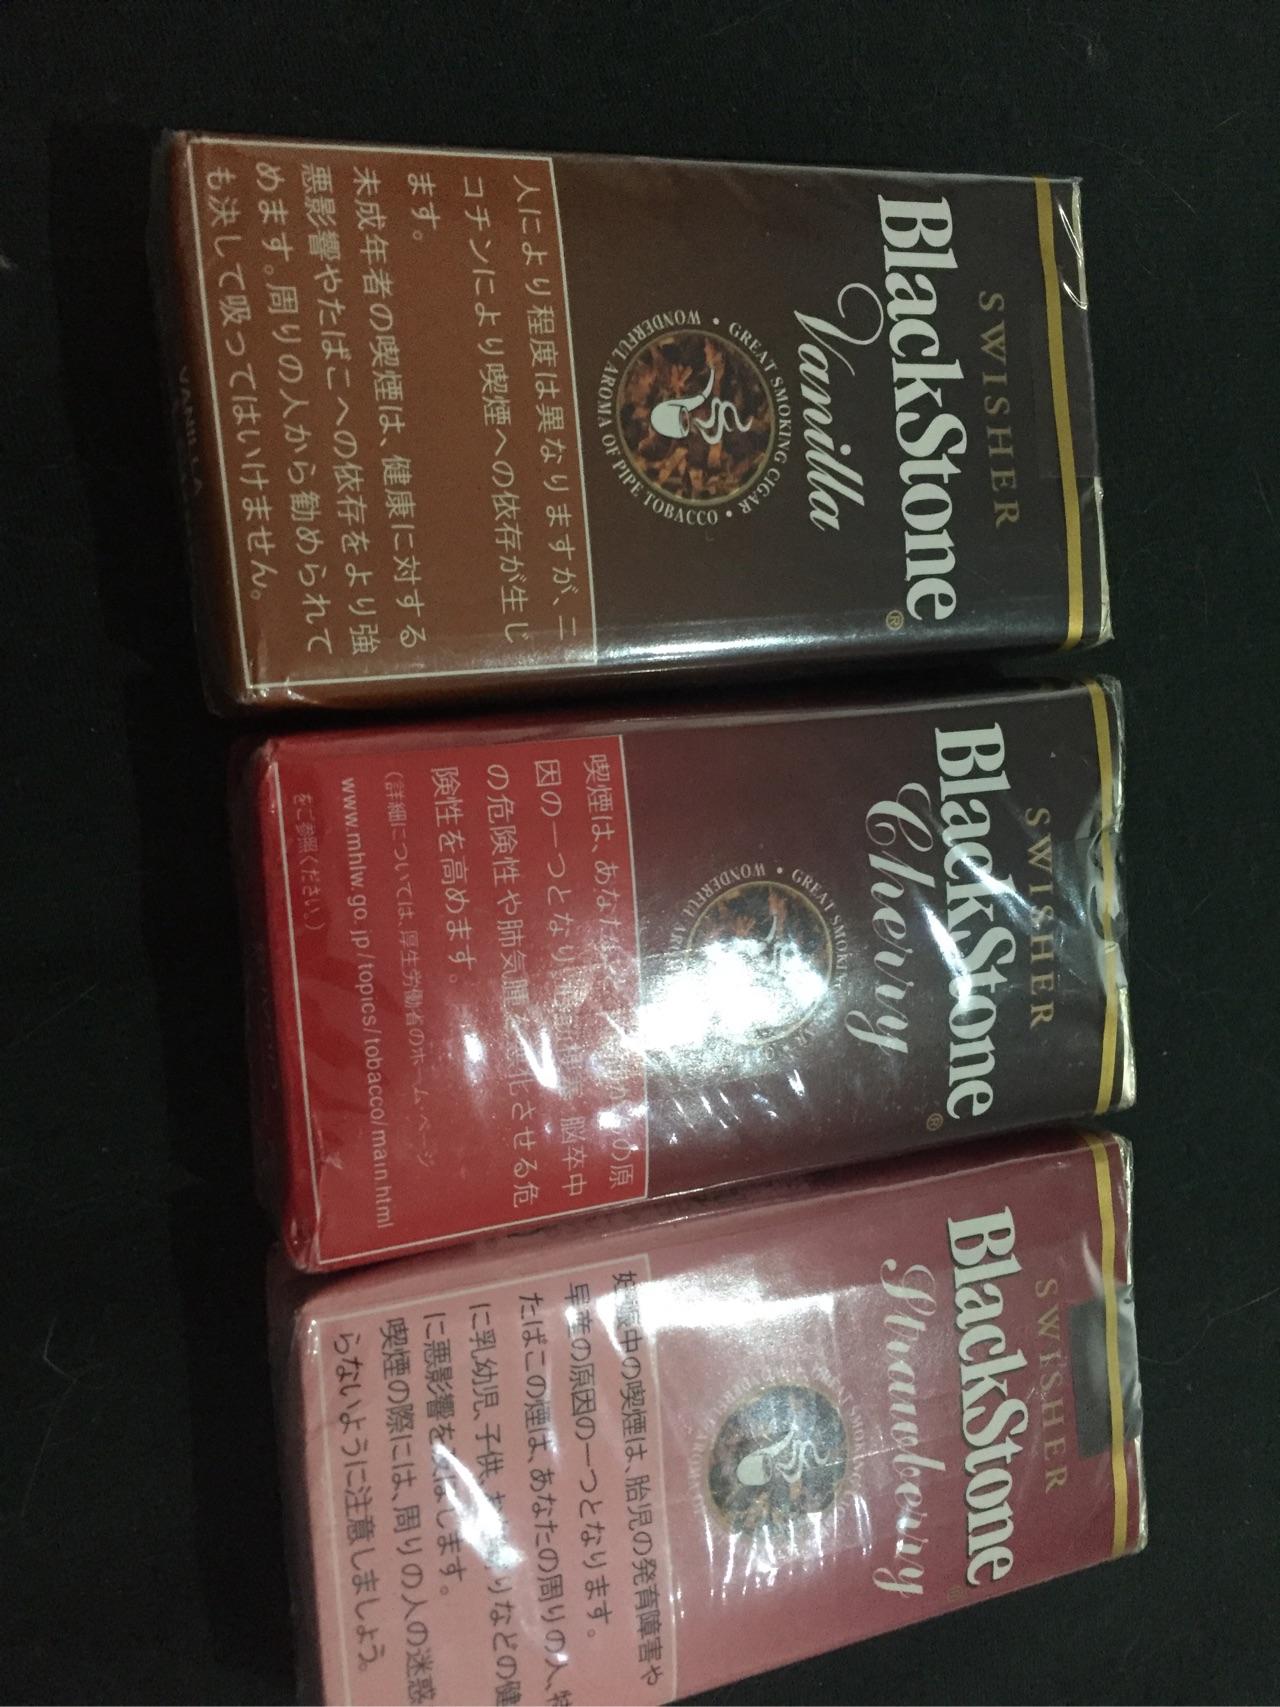 SWISHER
BlackStone®
Vanilla
GREAT SMOKING CIGAR • WONDERFUL AROMA OF PIPE TOBACCO •
人により程度は異なりますが、ニ
コチンにより喫煙への依存が生じ
ます。
未成年者の喫煙は、健康に対する
悪影響やたばこへの依存をより強
めます。周りの人から勧められて
も決して吸ってはいけません。
VANILLA
SWISHER
BlackStone®
Cherry
GREAT
WONDERFUL
喫煙は、あなたにと の原
因の一つとなり 脳卒中
の危険性や肺気腫 化させる危
険性を高めます。
(詳細については、厚生労働省のホーム・ページ
www.mhlw.go.jp/topics/tobacco/main.html
をご参照ください。)
SWISHER
BlackStone®
Strawberry
妊娠中の喫煙は、胎児の発育障害や
早産の原因の一つとなります。
たばこの煙は、あなたの周りの人、特
に乳幼児、子供、お年寄りなどの健
に悪影響を及ぼします。
喫煙の際には、周りの人の迷惑
らないように注意しましょう。